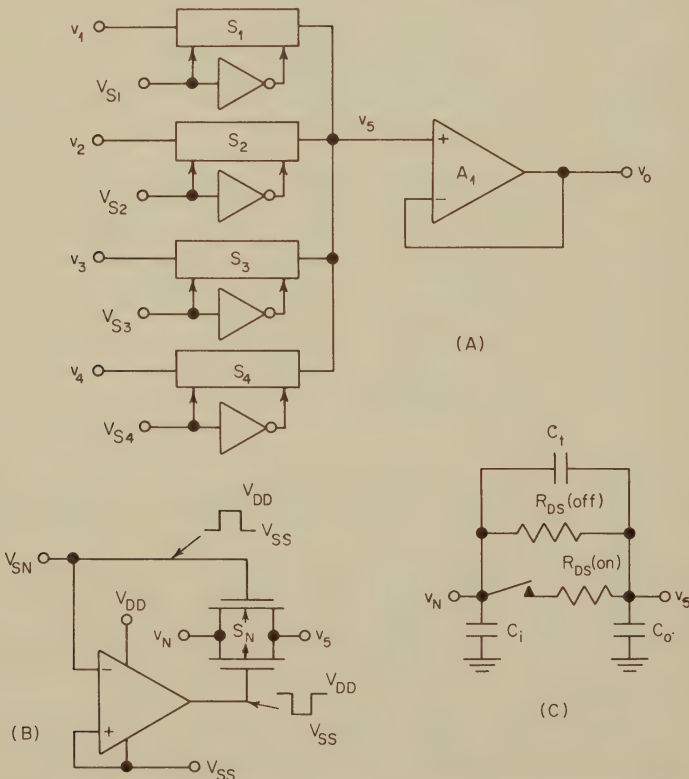 v1
S1
VS1
v2
S2
VS2
v5
+
A1
-
vo
v3
S3
VS3
(A)
v4
S4
VS4
Ct
VDD
VSS
RDS(off)
VSN
RDS(on)
VDD
vN
SN
v5
vN
v5
Ci
Co
-
VDD
+
VSS
(B)
(C)
VSS